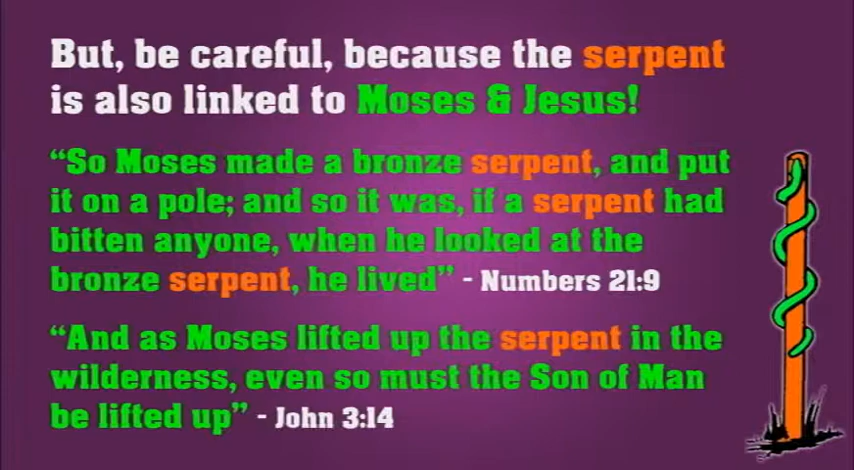 But, be careful, because the serpent
is also linked to Moses & Jesus!
“So Moses made a bronze serpent, and put
it on a pole; and so it was, if a serpent had
bitten anyone, when he looked at the
bronze serpent, he lived” - Numbers 21:9
“And as Moses lifted up the serpent in the
wilderness, even so must the Son of Man
be lifted up” - John 3:14